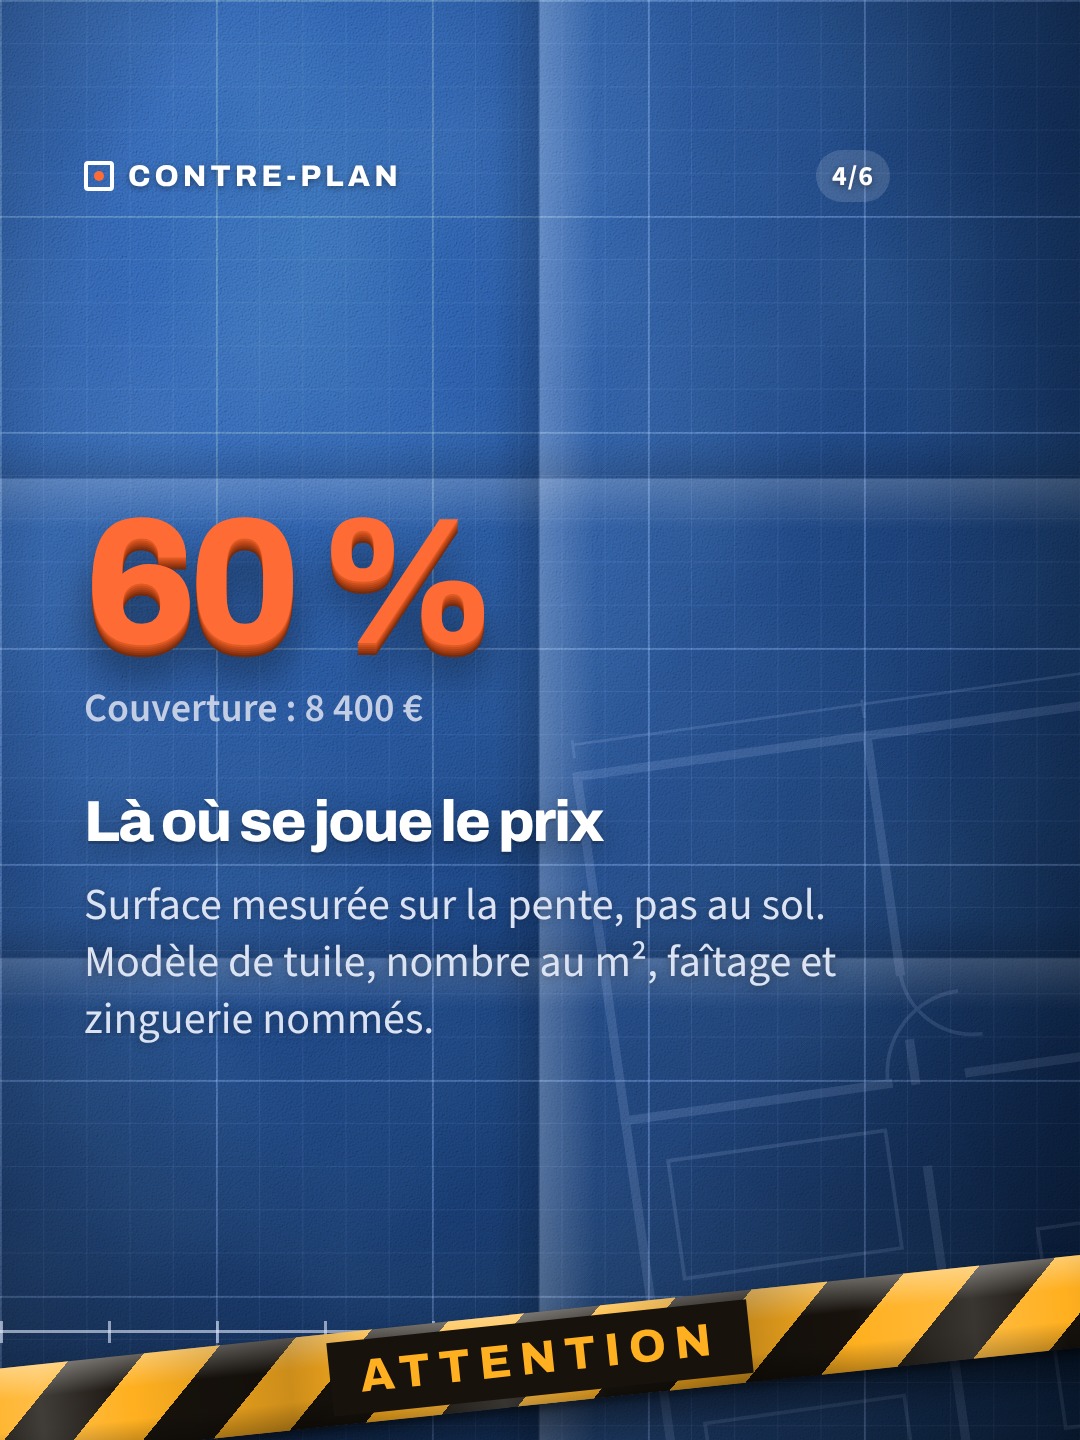 CONTRE-PLAN
4/6
60 %
Couverture : 8 400 €
Là où se joue le prix
Surface mesurée sur la pente, pas au sol.
Modèle de tuile, nombre au m², faîtage et
zinguerie nommés.
ATTENTION